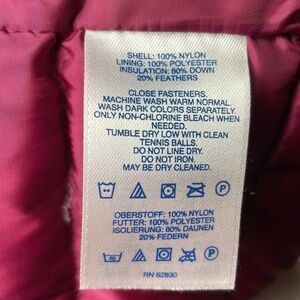 SHELL: 100% NYLON
LINING: 100% POLYESTER
INSULATION: 80% DOWN
20% FEATHERS
CLOSE FASTENERS.
MACHINE WASH WARM NORMAL.
WASH DARK COLORS SEPARATELY.
ONLY NON-CHLORINE BLEACH WHEN
NEEDED.
TUMBLE DRY LOW WITH CLEAN
TENNIS BALLS.
DO NOT LINE DRY.
DO NOT IRON.
MAY BE DRY CLEANED.
P
OBERSTOFF: 100% NYLON
FUTTER: 100% POLYESTER
ISOLIERUNG: 80% DAUNEN
20% FEDERN
P
RN 62830